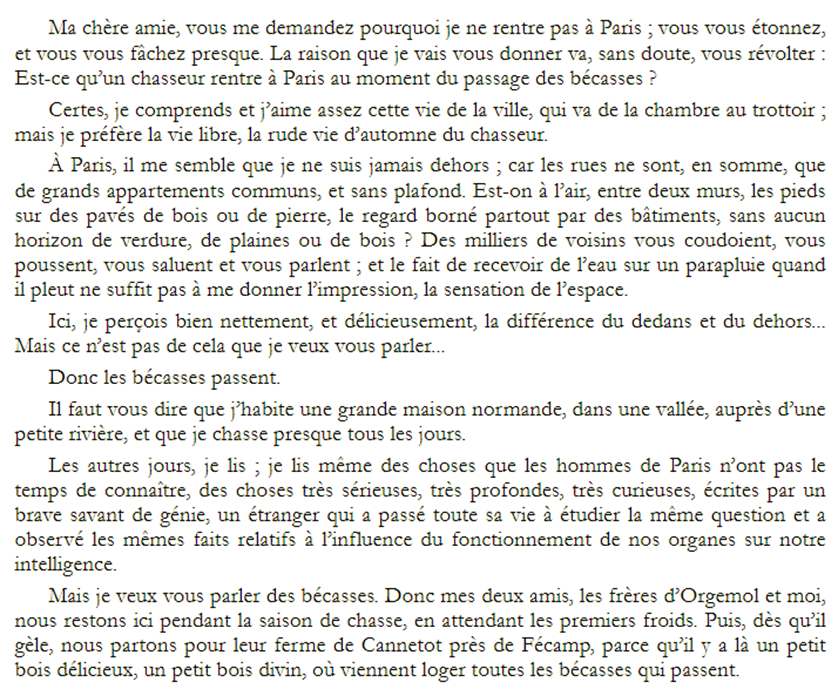 Ma chère amie, vous me demandez pourquoi je ne rentre pas à Paris ; vous vous étonnez,
et vous vous fâchez presque. La raison que je vais vous donner va, sans doute, vous révolter :
Est-ce qu’un chasseur rentre à Paris au moment du passage des bécasses ?
Certes, je comprends et j’aime assez cette vie de la ville, qui va de la chambre au trottoir ;
mais je préfère la vie libre, la rude vie d’automne du chasseur.
À Paris, il me semble que je ne suis jamais dehors ; car les rues ne sont, en somme, que
de grands appartements communs, et sans plafond. Est-on à l’air, entre deux murs, les pieds
sur des pavés de bois ou de pierre, le regard borné partout par des bâtiments, sans aucun
horizon de verdure, de plaines ou de bois ? Des milliers de voisins vous coudoient, vous
poussent, vous saluent et vous parlent ; et le fait de recevoir de l’eau sur un parapluie quand
il pleut ne suffit pas à me donner l’impression, la sensation de l’espace.
Ici, je perçois bien nettement, et délicieusement, la différence du dedans et du dehors...
Mais ce n’est pas de cela que je veux vous parler...
Donc les bécasses passent.
Il faut vous dire que j’habite une grande maison normande, dans une vallée, auprès d’une
petite rivière, et que je chasse presque tous les jours.
Les autres jours, je lis ; je lis même des choses que les hommes de Paris n’ont pas le
temps de connaître, des choses très sérieuses, très profondes, très curieuses, écrites par un
brave savant de génie, un étranger qui a passé toute sa vie à étudier la même question et a
observé les mêmes faits relatifs à l’influence du fonctionnement de nos organes sur notre
intelligence.
Mais je veux vous parler des bécasses. Donc mes deux amis, les frères d’Orgemol et moi,
nous restons ici pendant la saison de chasse, en attendant les premiers froids. Puis, dès qu’il
gèle, nous partons pour leur ferme de Cannetot près de Fécamp, parce qu’il y a là un petit
bois délicieux, un petit bois divin, où viennent loger toutes les bécasses qui passent.